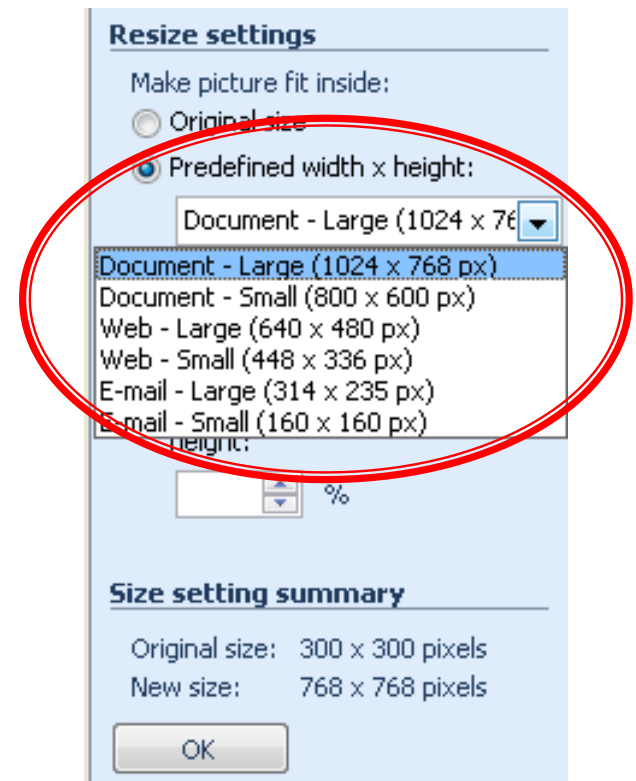 Resize settings
Make picture fit inside:
Original size
Predefined width x height:
Document - Large (1024 x 76
Document - Large (1024 x 768 px)
Document - Small (800 x 600 px)
Web - Large (640 x 480 px)
Web - Small (448 x 336 px)
E-mail - Large (314 x 235 px)
E-mail - Small (160 x 160 px)
height:
%
Size setting summary
Original size: 300 x 300 pixels
New size: 768 x 768 pixels
OK